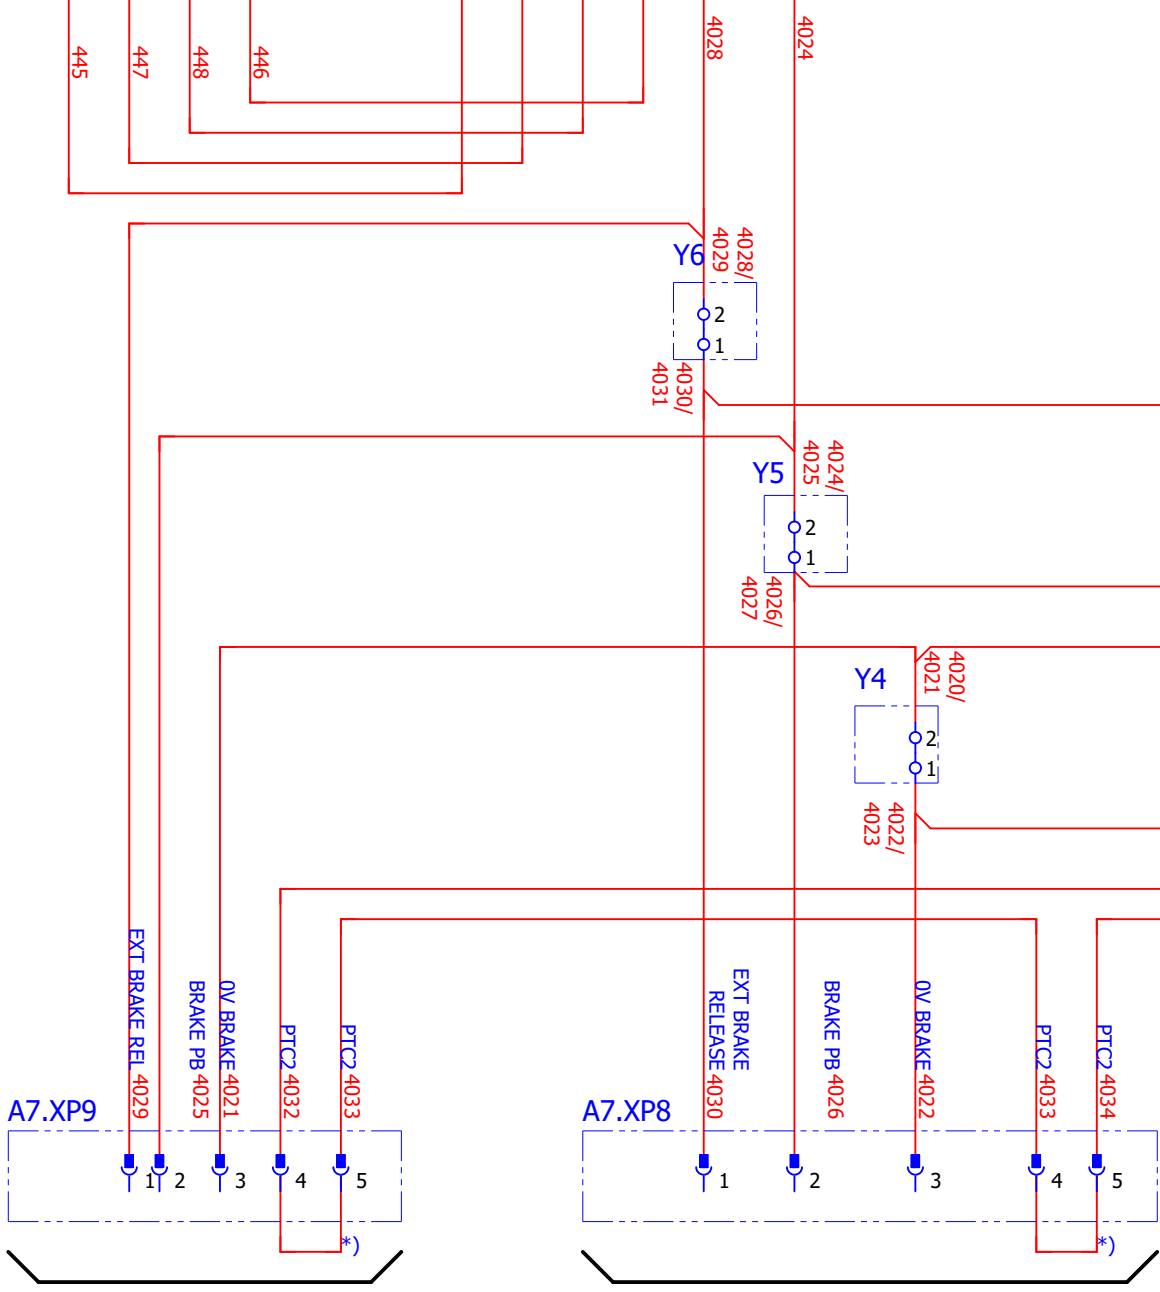 445
447
448
446
4028
4024
Y6
4028/
4029
2
1
4030/
4031
Y5
4024/
4025
2
1
4026/
4027
Y4
4020/
4021
2
1
4022/
4023
EXT BRAKE REL 4029
BRAKE PB 4025
0V BRAKE 4021
PTC2 4032
PTC2 4033
EXT BRAKE
RELEASE 4030
BRAKE PB 4026
0V BRAKE 4022
PTC2 4033
PTC2 4034
A7.XP9
1 2 3 4 5
*)
A7.XP8
1 2 3 4 5
*)